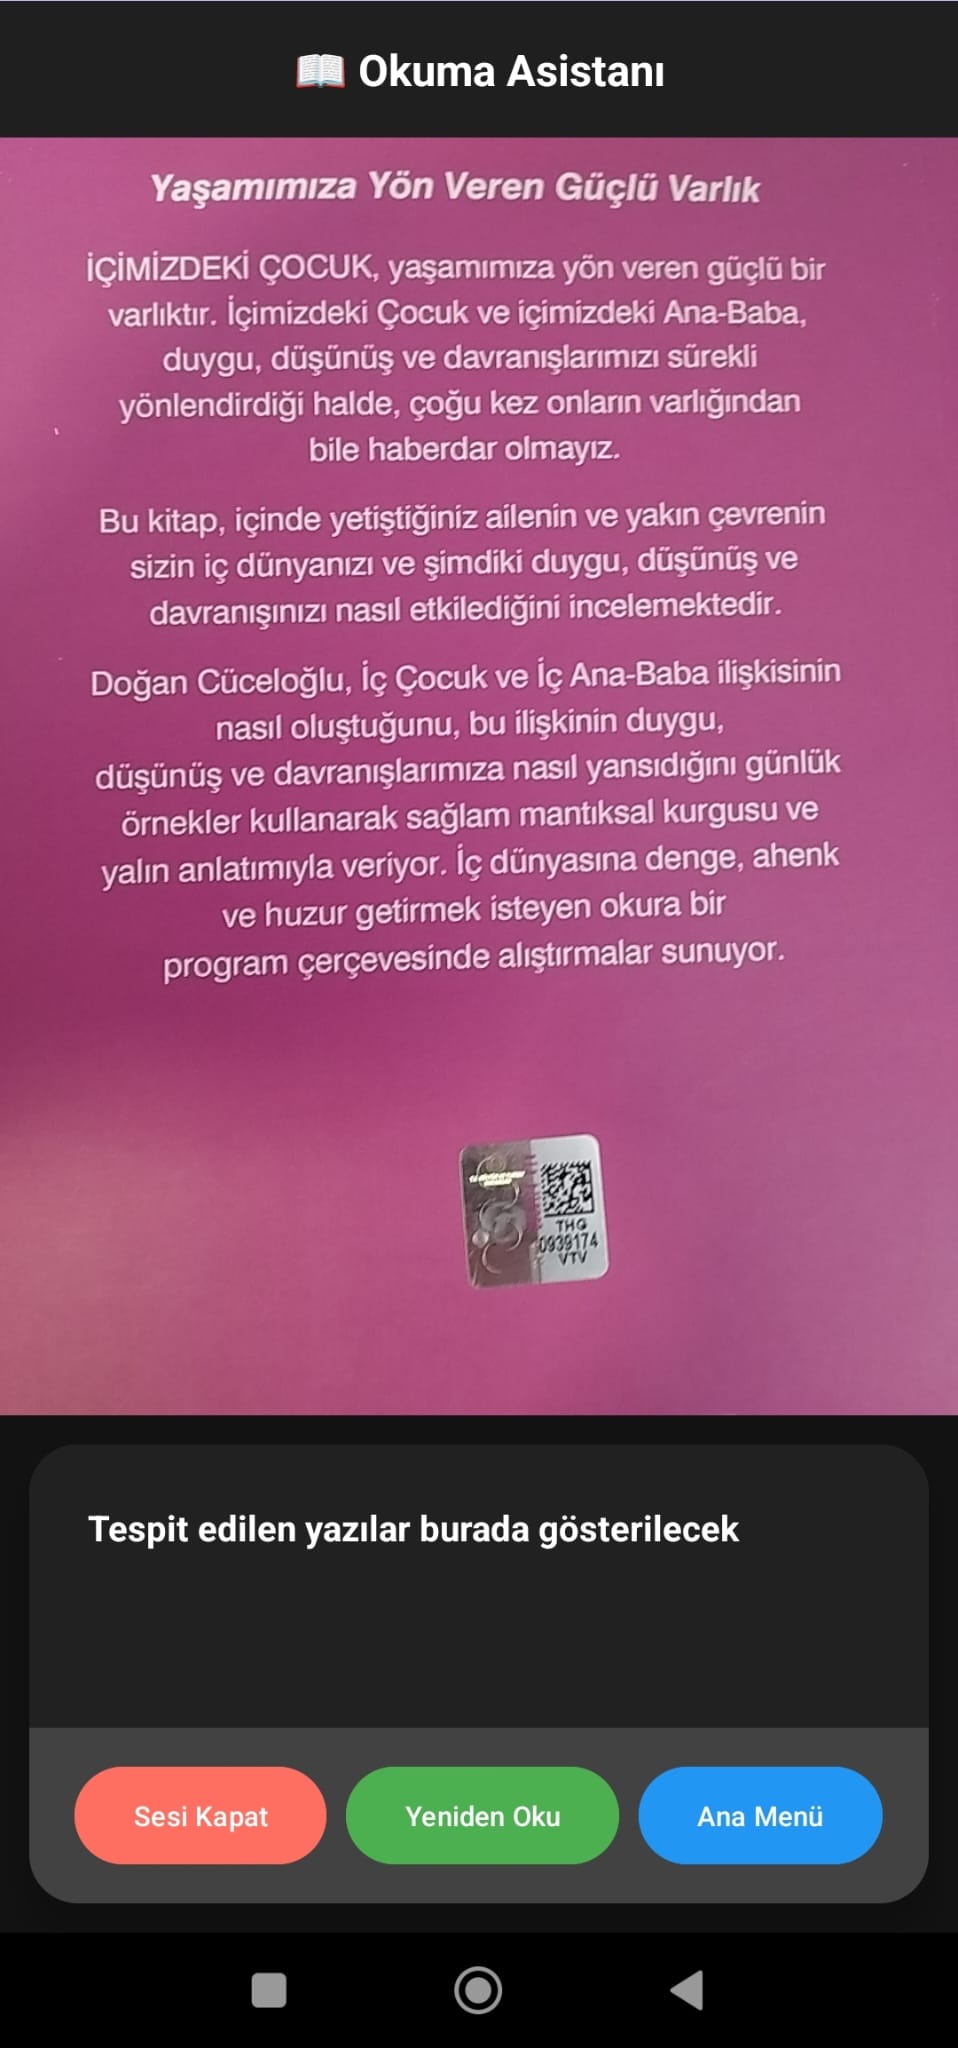 📖 Okuma Asistanı
Yaşamımıza Yön Veren Güçlü Varlık
İÇİMİZDEKİ ÇOCUK, yaşamımıza yön veren güçlü bir
varlıktır. İçimizdeki Çocuk ve içimizdeki Ana-Baba,
duygu, düşünüş ve davranışlarımızı sürekli
yönlendirdiği halde, çoğu kez onların varlığından
bile haberdar olmayız.
Bu kitap, içinde yetiştiğiniz ailenin ve yakın çevrenin
sizin iç dünyanızı ve şimdiki duygu, düşünüş ve
davranışınızı nasıl etkilediğini incelemektedir.
Doğan Cüceloğlu, İç Çocuk ve İç Ana-Baba ilişkisinin
nasıl oluştuğunu, bu ilişkinin duygu,
düşünüş ve davranışlarımıza nasıl yansıdığını günlük
örnekler kullanarak sağlam mantıksal kurgusu ve
yalın anlatımıyla veriyor. İç dünyasına denge, ahenk
ve huzur getirmek isteyen okura bir
program çerçevesinde alıştırmalar sunuyor.
THG
0939174
VTV
Tespit edilen yazılar burada gösterilecek
Sesi Kapat
Yeniden Oku
Ana Menü